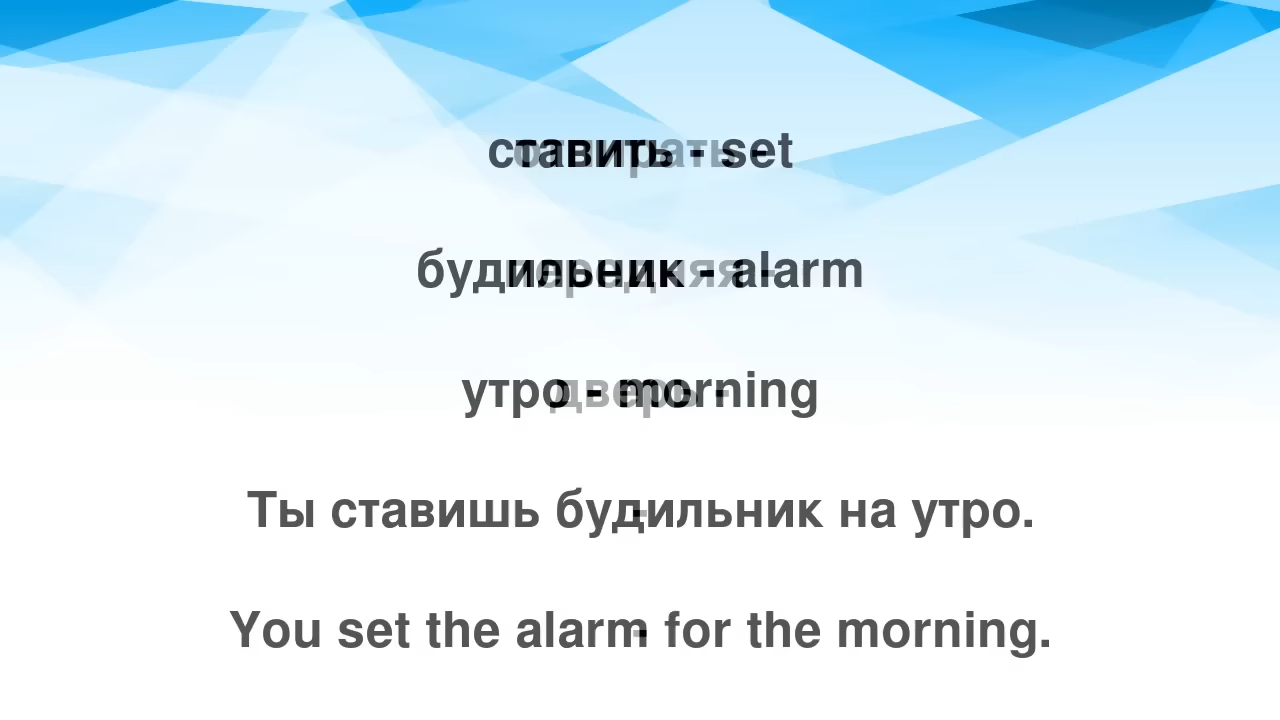 ставить - set
будильник - alarm
утро - morning
Ты ставишь будильник на утро.
You set the alarm for the morning.